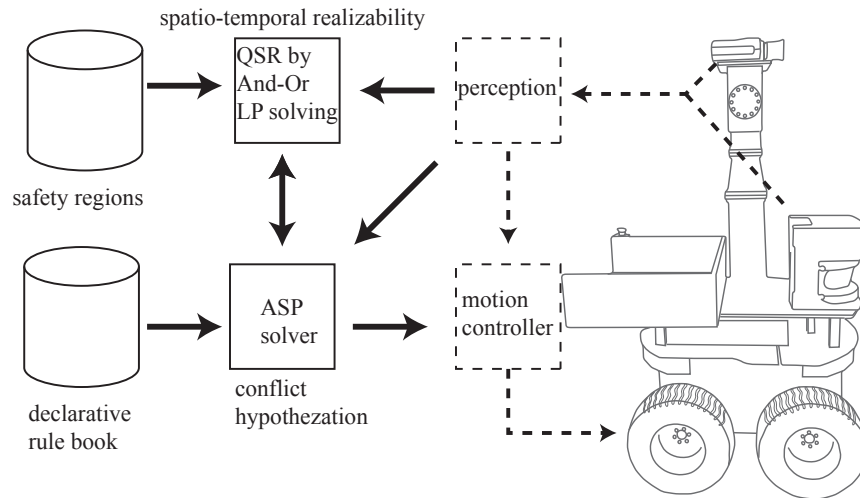 spatio-temporal realizability
QSR by
And-Or
LP solving
perception
safety regions
ASP
solver
motion
controller
conflict
hypothezation
declarative
rule book